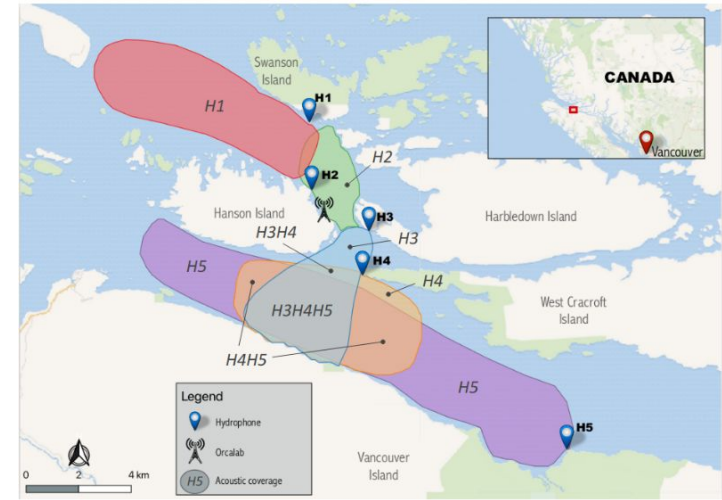 Swanson
Island
H1
H1
CANADA
Vancouver
H2
H2
Hanson Island
H3
H3
Harbledown Island
H3H4
H4
H5
H4
H3H4H5
West Cracroft
Island
H4H5
H5
Legend
Hydrophone
Orcalab
H5 Acoustic coverage
H5
Vancouver
Island
0 2 4 km